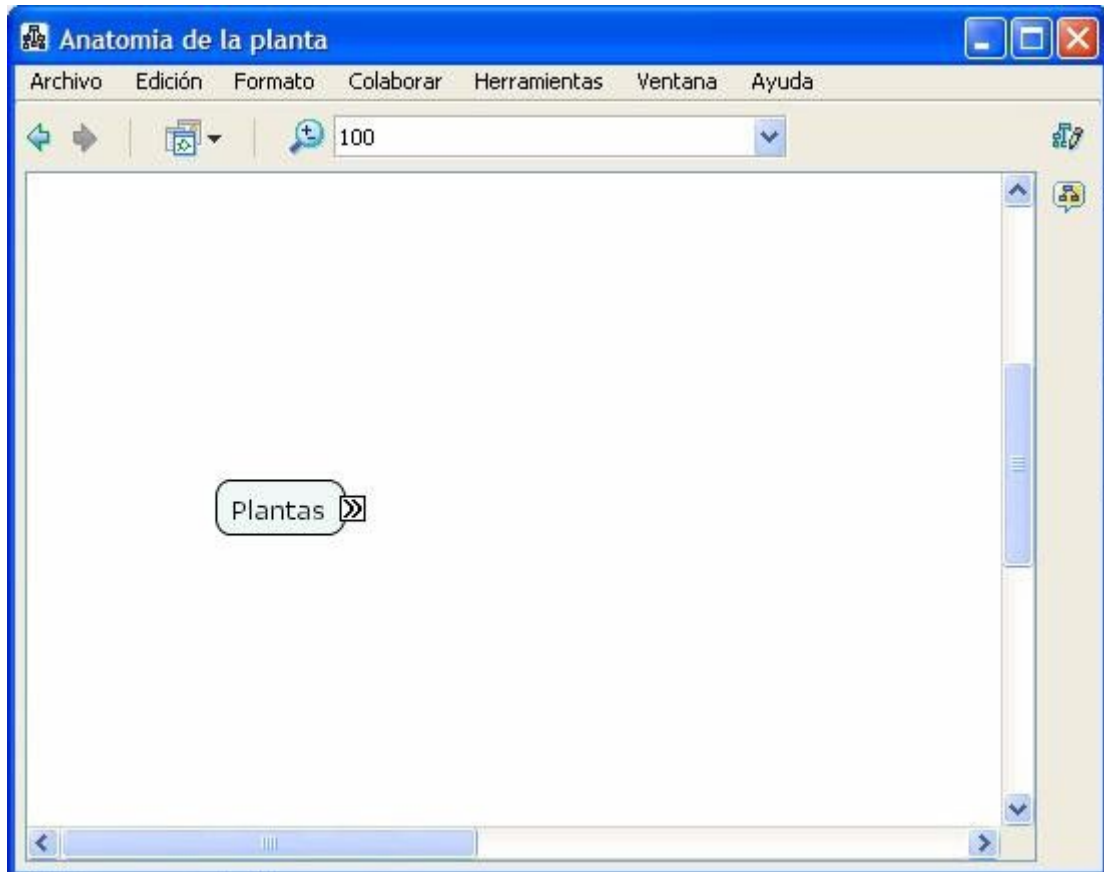 Anatomia de la planta
Archivo Edición Formato Colaborar Herramientas Ventana Ayuda
100
Plantas